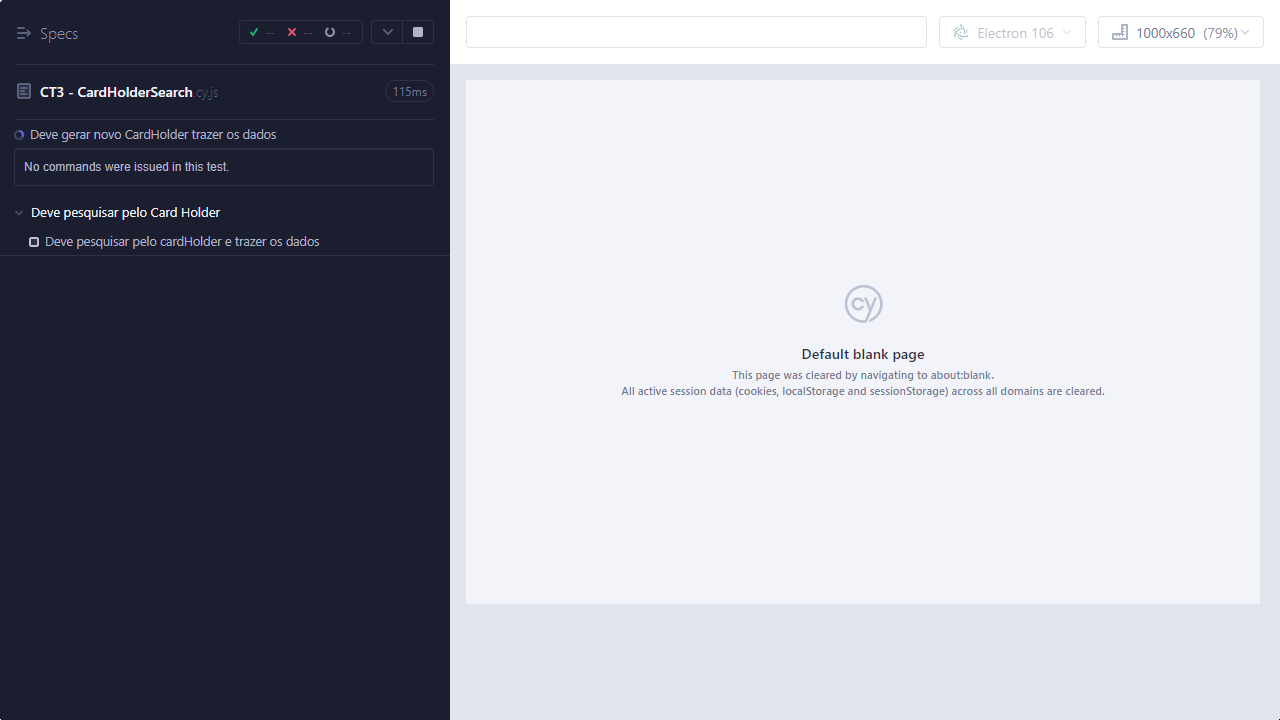 Specs
--
--
--
CT3 - CardHolderSearch.cy.js
115ms
Deve gerar novo CardHolder trazer os dados
No commands were issued in this test.
Deve pesquisar pelo Card Holder
Deve pesquisar pelo cardHolder e trazer os dados
Electron 106
1000x660 (79%)
cy
Default blank page
This page was cleared by navigating to about:blank.
All active session data (cookies, localStorage and sessionStorage) across all domains are cleared.